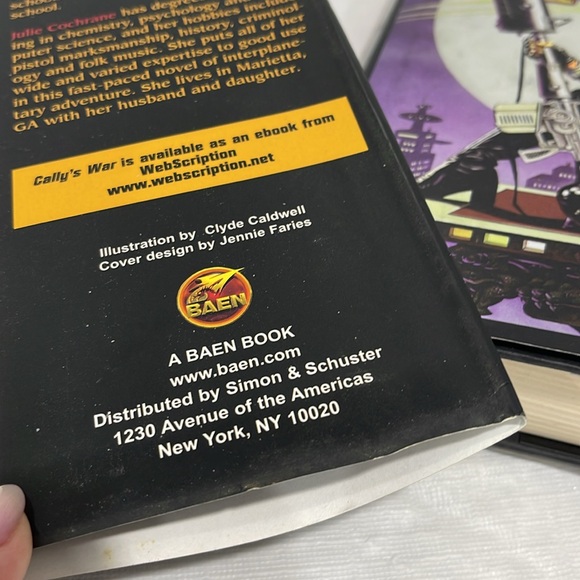 school.
Julie Cochrane has degrees
ing in chemistry, psychology and
puter science, and her hobbies include
pistol marksmanship, history, criminol-
ogy and folk music. She puts all of her
wide and varied expertise to good use
in this fast-paced novel of interplane-
tary adventure. She lives in Marietta,
GA with her husband and daughter.
Cally's War is available as an ebook from
WebScription
www.webscription.net
Illustration by Clyde Caldwell
Cover design by Jennie Faries
BAEN
A BAEN BOOK
www.baen.com
Distributed by Simon & Schuster
1230 Avenue of the Americas
New York, NY 10020